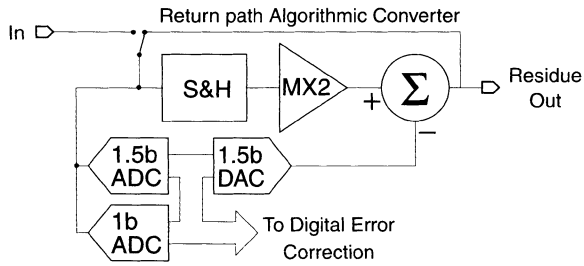 Return path Algorithmic Converter
In
Residue
Out
S&H
MX2
Σ
+
−
1.5b
ADC
1.5b
DAC
1b
ADC
To Digital Error
Correction